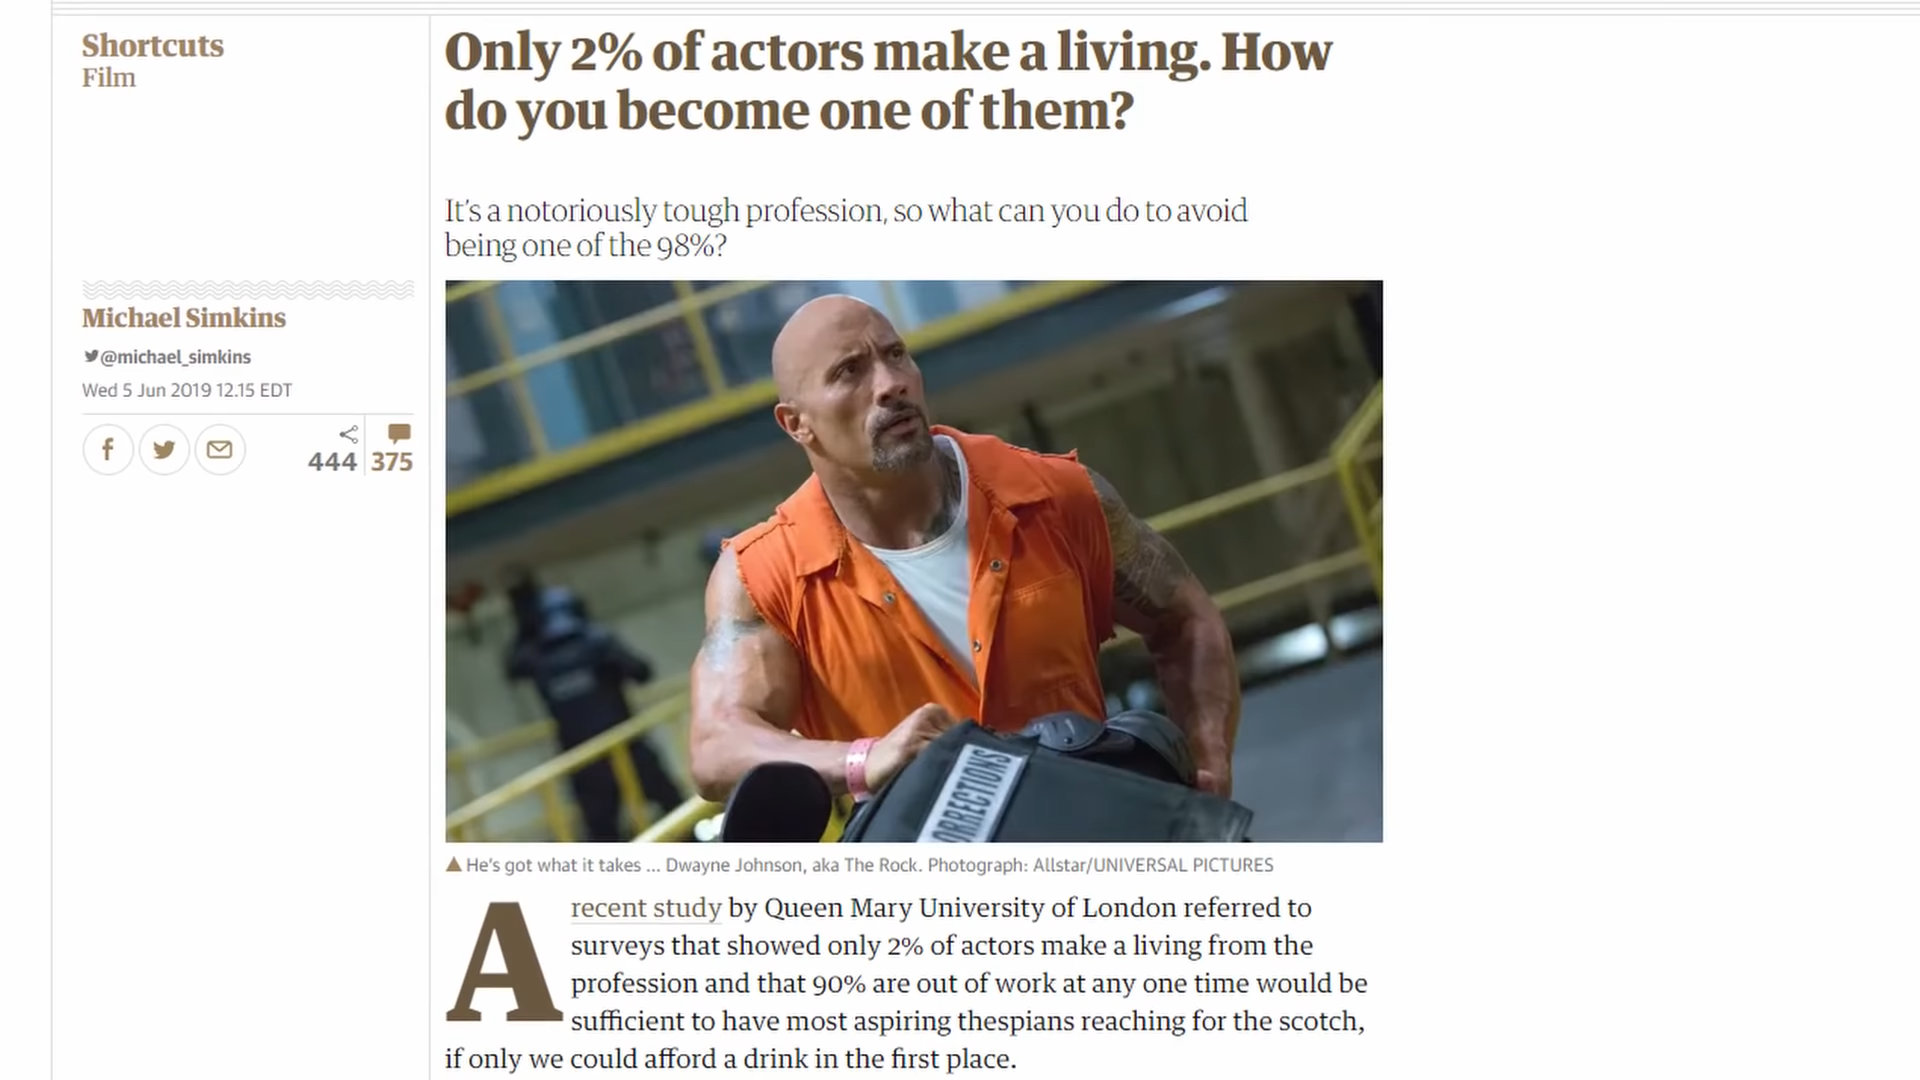 Shortcuts
Film
Only 2% of actors make a living. How
do you become one of them?
It's a notoriously tough profession, so what can you do to avoid
being one of the 98%?
Michael Simkins
@michael_simkins
Wed 5 Jun 2019 12.15 EDT
444 375
ORRECTIONS
He's got what it takes ... Dwayne Johnson, aka The Rock. Photograph: Allstar/UNIVERSAL PICTURES
A recent study by Queen Mary University of London referred to
surveys that showed only 2% of actors make a living from the
profession and that 90% are out of work at any one time would be
sufficient to have most aspiring thespians reaching for the scotch,
if only we could afford a drink in the first place.